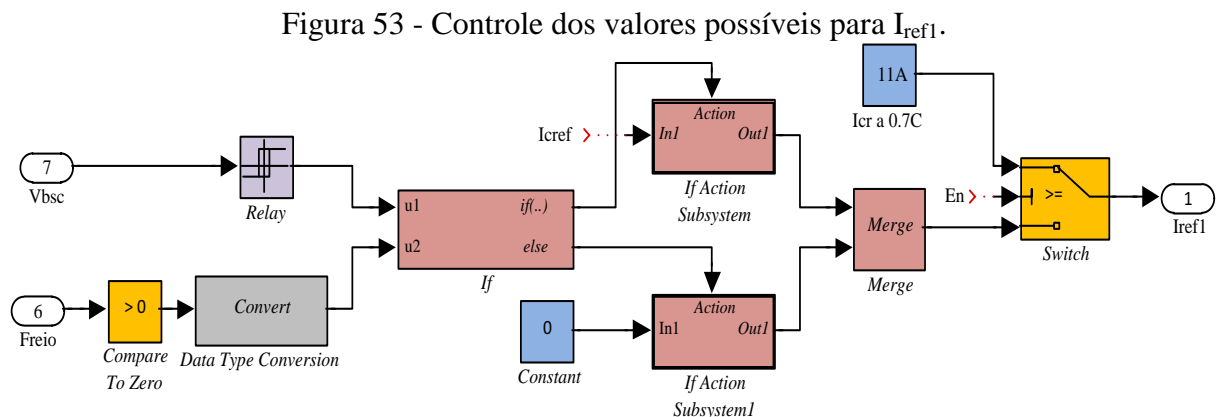 Figura 53 - Controle dos valores possíveis para Iref1.
11A
Icr a 0.7C
Action
In1
Out1
If Action
Subsystem
Icref
7
Vbsc
Relay
u1
if(..)
u2
else
If
En
>=
Switch
1
Iref1
Merge
Merge
6
Freio
> 0
Compare
To Zero
Convert
Data Type Conversion
0
Constant
Action
In1
Out1
If Action
Subsystem1